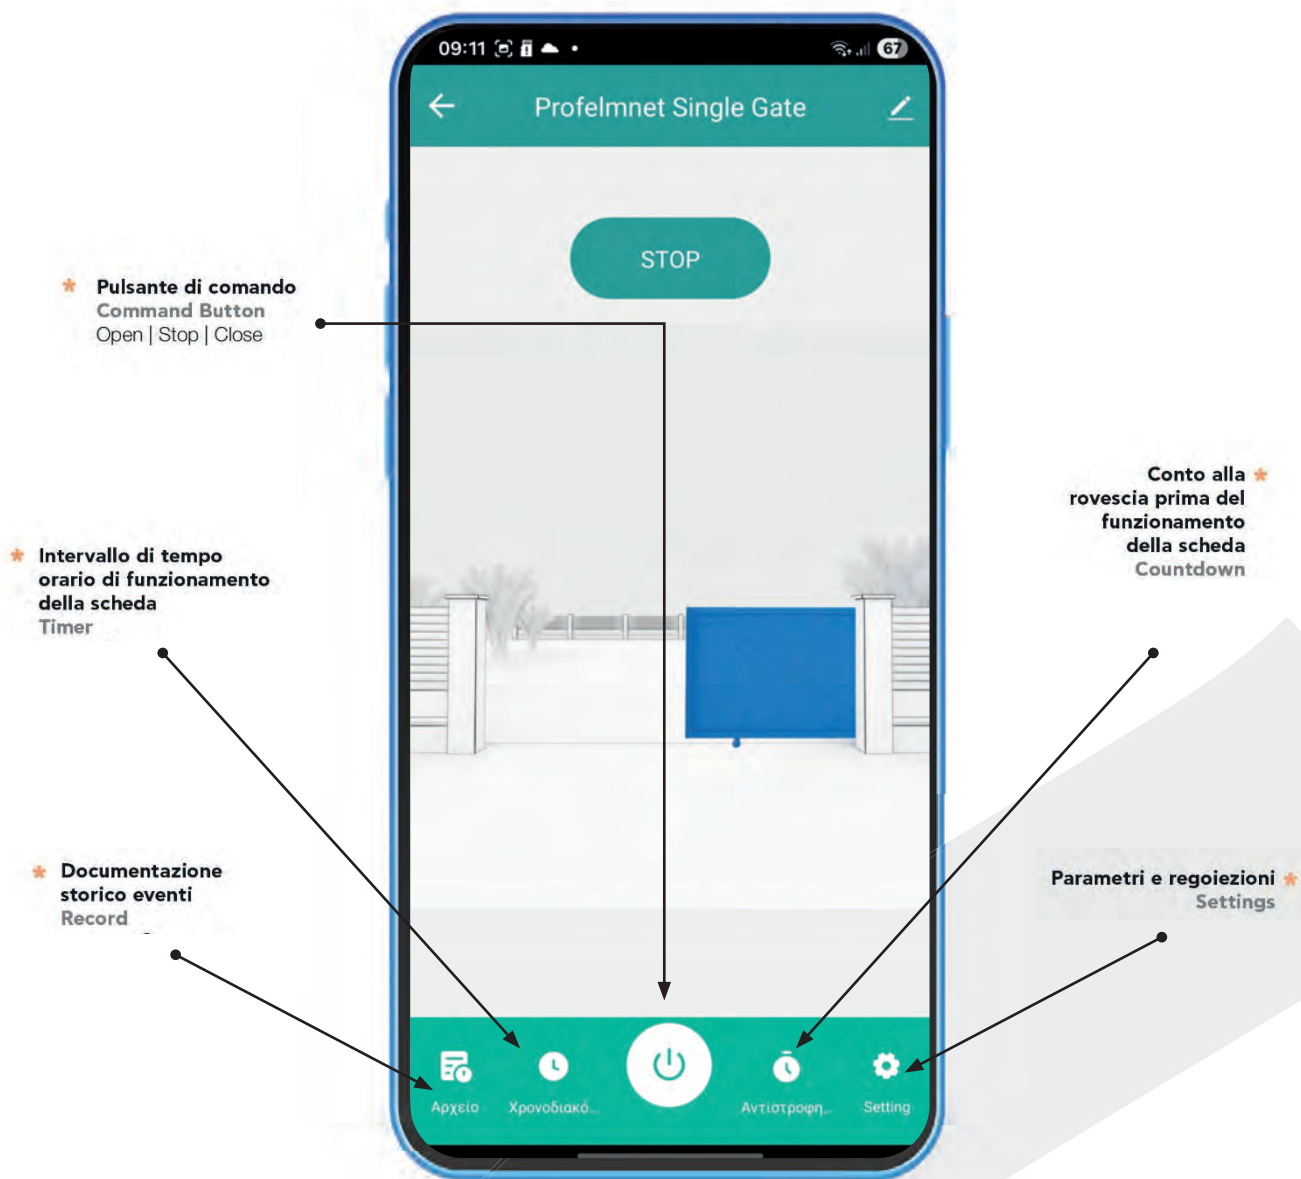 09:11
67
Profelmnet Single Gate
STOP
* Pulsante di comando
Command Button
Open | Stop | Close
Conto alla *
rovescia prima del
funzionamento
della scheda
Countdown
* Intervallo di tempo
orario di funzionamento
della scheda
Timer
* Documentazione
storico eventi
Record
Parametri e regoiezioni *
Settings
Αρχείο
Χρονοδιακό...
Αντίστροφη...
Setting